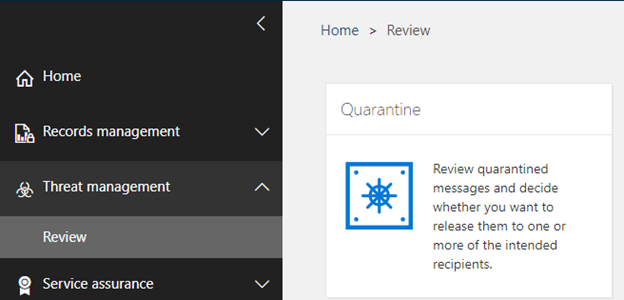 Home > Review
Home
Records management
Threat management
Review
Service assurance
Quarantine
Review quarantined
messages and decide
whether you want to
release them to one or
more of the intended
recipients.